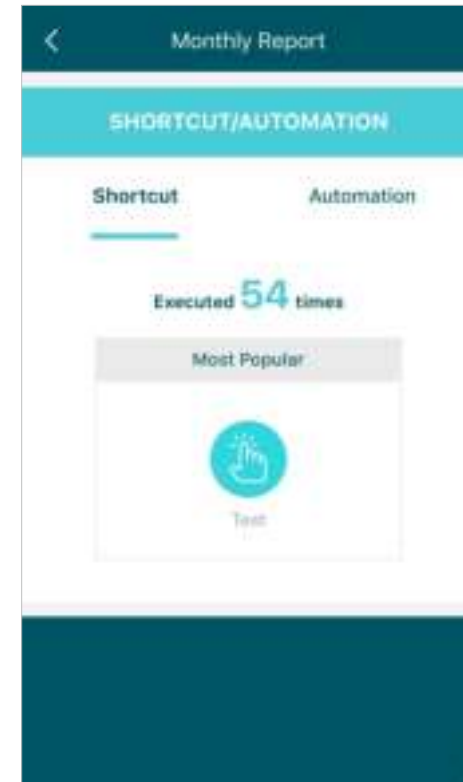 Monthly Report
SHORTCUT/AUTOMATION
Shortcut Automation
Executed 54 times
Most Popular
Test